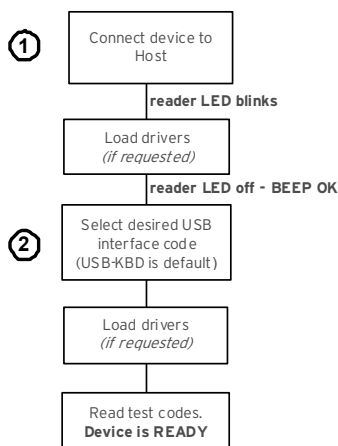 1
Connect device to
Host
reader LED blinks
Load drivers
(if requested)
reader LED off - BEEP OK
2
Select desired USB
interface code
(USB-KBD is default)
Load drivers
(if requested)
Read test codes.
Device is READY